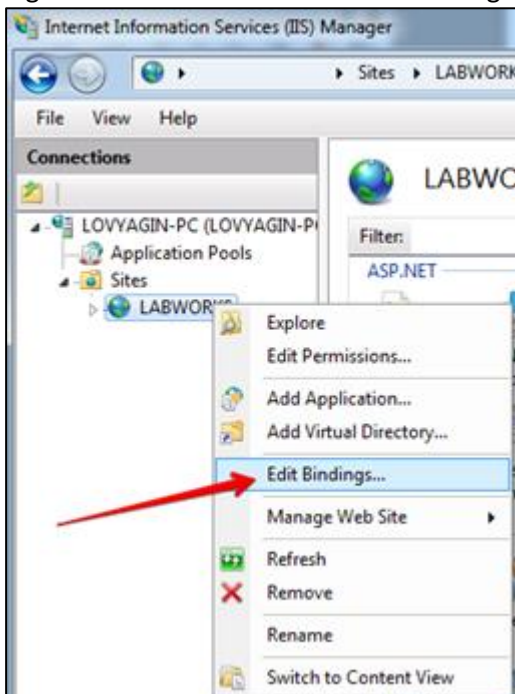 Internet Information Services (IIS) Manager
Sites LABWORK
File View Help
Connections
LABWO
LOVYAGIN-PC (LOVYAGIN-P
Filter:
Application Pools
ASP.NET
Sites
LABWORKS
Explore
Edit Permissions...
Add Application...
Add Virtual Directory...
Edit Bindings...
Manage Web Site
Refresh
Remove
Rename
Switch to Content View